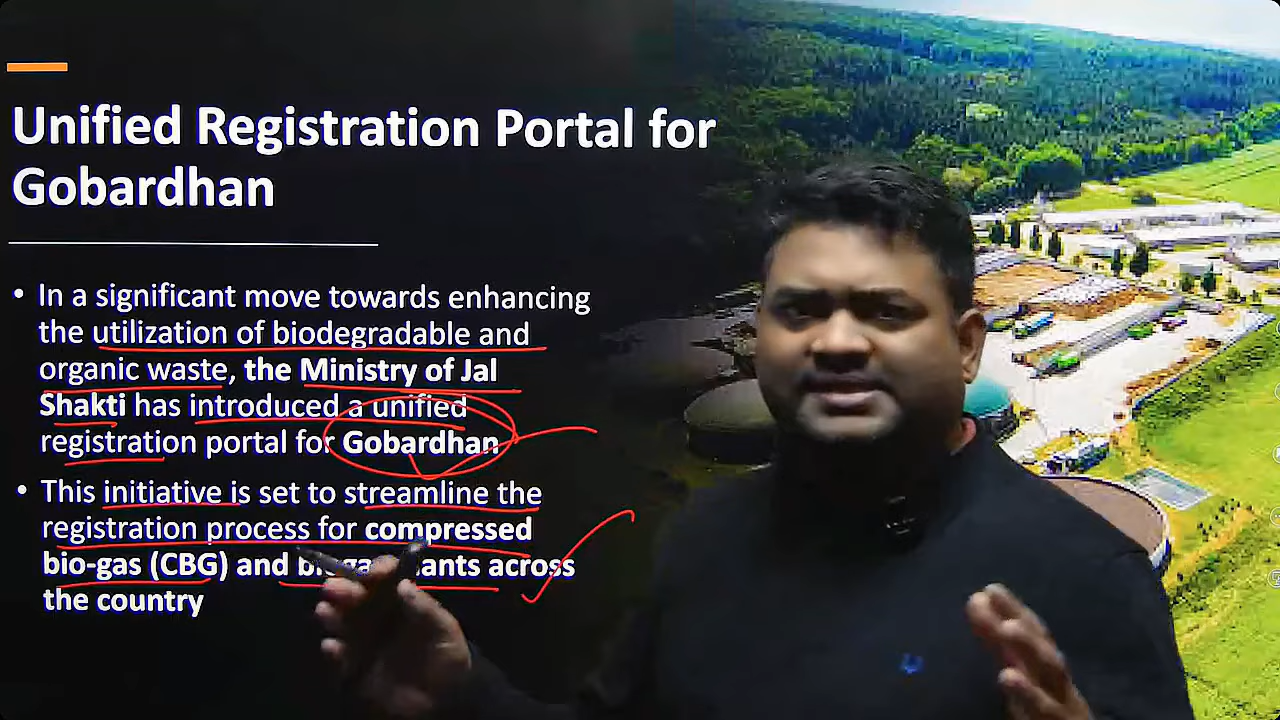 Unified Registration Portal for
Gobardhan
• In a significant move towards enhancing
the utilization of biodegradable and
organic waste, the Ministry of Jal
Shakti has introduced a unified
registration portal for Gobardhan
• This initiative is set to streamline the
registration process for compressed
bio-gas (CBG) and across
the country